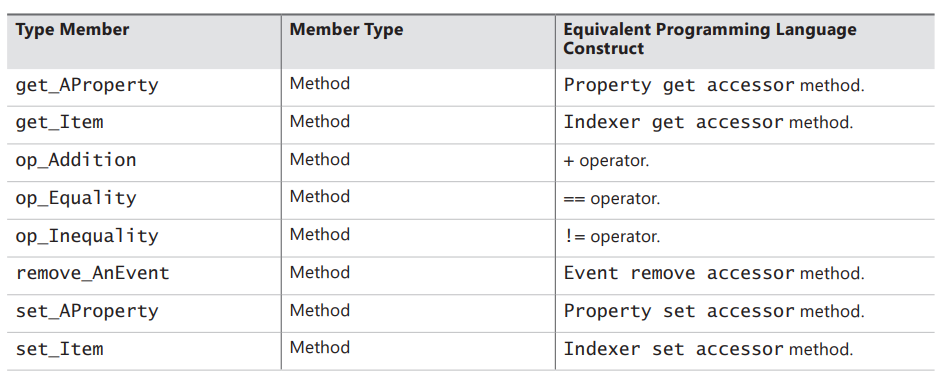 Type Member Member Type Equivalent Programming Language
Construct
get_AProperty Method Property get accessor method.
get_Item Method Indexer get accessor method.
op_Addition Method + operator.
op_Equality Method == operator.
op_Inequality Method != operator.
remove_AnEvent Method Event remove accessor method.
set_AProperty Method Property set accessor method.
set_Item Method Indexer set accessor method.